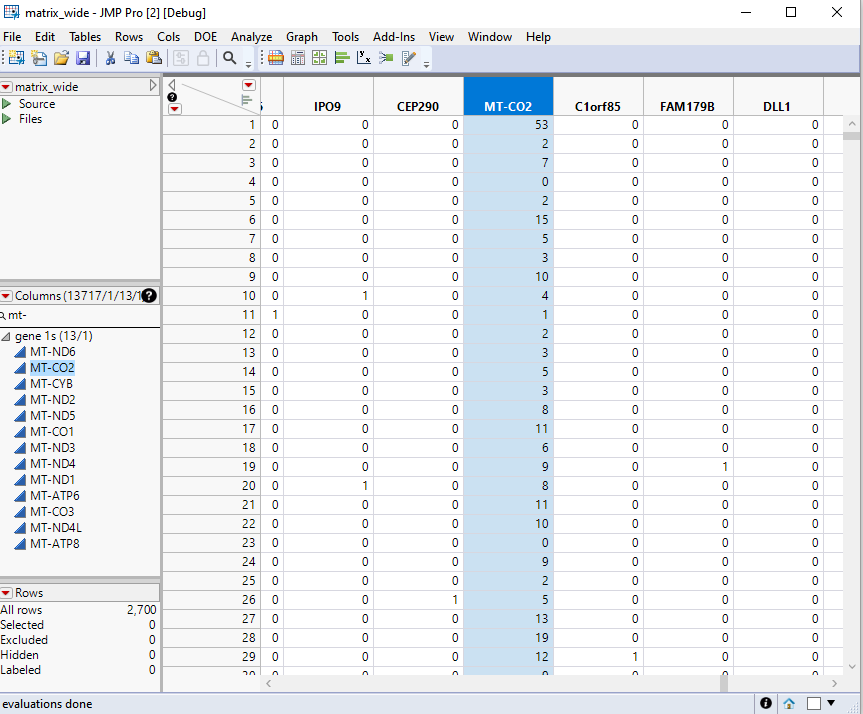 matrix_wide - JMP Pro [2] [Debug]
File Edit Tables Rows Cols DOE Analyze Graph Tools Add-Ins View Window Help
matrix_wide
Source
Files
Columns (13717/1/13/1
mt-
gene 1s (13/1)
MT-ND6
MT-CO2
MT-CYB
MT-ND2
MT-ND5
MT-CO1
MT-ND3
MT-ND4
MT-ND1
MT-ATP6
MT-CO3
MT-ND4L
MT-ATP8
Rows
All rows 2,700
Selected 0
Excluded 0
Hidden 0
Labeled 0
IPO9 CEP290 MT-CO2 C1orf85 FAM179B DLL1
1 0 0 0 53 0 0 0
2 0 0 0 2 0 0 0
3 0 0 0 7 0 0 0
4 0 0 0 0 0 0 0
5 0 0 0 2 0 0 0
6 0 0 0 15 0 0 0
7 0 0 0 5 0 0 0
8 0 0 0 3 0 0 0
9 0 0 0 10 0 0 0
10 0 1 0 4 0 0 0
11 1 0 0 1 0 0 0
12 0 0 0 2 0 0 0
13 0 0 0 3 0 0 0
14 0 0 0 5 0 0 0
15 0 0 0 3 0 0 0
16 0 0 0 8 0 0 0
17 0 0 0 11 0 0 0
18 0 0 0 6 0 0 0
19 0 0 0 9 0 1 0
20 0 1 0 8 0 0 0
21 0 0 0 11 0 0 0
22 0 0 0 10 0 0 0
23 0 0 0 0 0 0 0
24 0 0 0 9 0 0 0
25 0 0 0 2 0 0 0
26 0 0 1 5 0 0 0
27 0 0 0 13 0 0 0
28 0 0 0 19 0 0 0
29 0 0 0 12 1 0 0
evaluations done